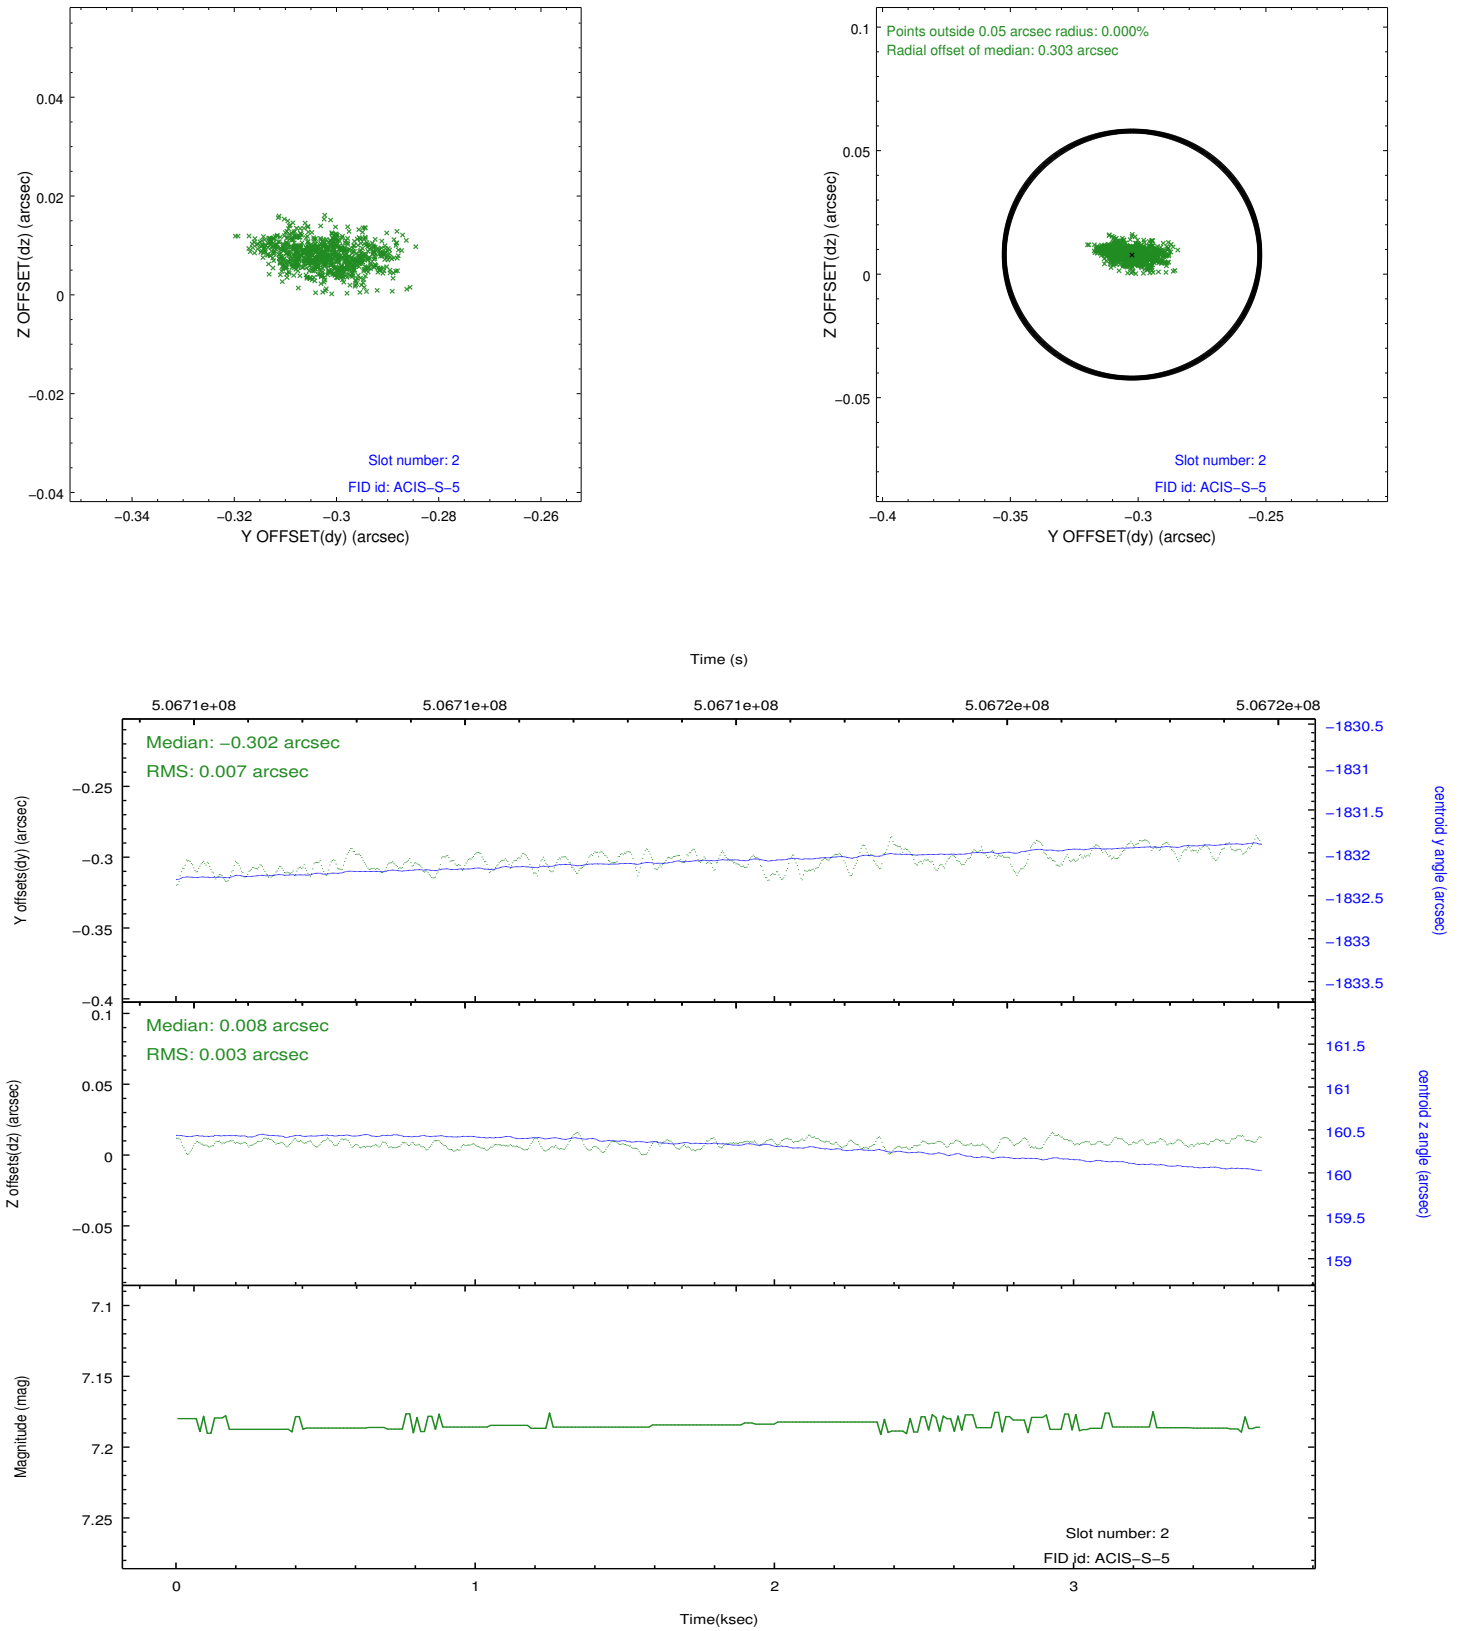 0.04
0.02
0
−0.02
−0.04
Z OFFSET(dz) (arcsec)
Slot number: 2
FID id: ACIS−S−5
−0.34 −0.32 −0.3 −0.28 −0.26
Y OFFSET(dy) (arcsec)
Points outside 0.05 arcsec radius: 0.000%
Radial offset of median: 0.303 arcsec
0.1
0.05
0
−0.05
Z OFFSET(dz) (arcsec)
Slot number: 2
FID id: ACIS−S−5
−0.4 −0.35 −0.3 −0.25
Y OFFSET(dy) (arcsec)
Time (s)
5.0671e+08 5.0671e+08 5.0671e+08 5.0672e+08 5.0672e+08
Median: −0.302 arcsec
RMS: 0.007 arcsec
−0.25
−0.3
−0.35
−0.4
Y offsets(dy) (arcsec)
−1830.5
−1831
−1831.5
−1832
−1832.5
−1833
−1833.5
centroid y angle (arcsec)
Median: 0.008 arcsec
RMS: 0.003 arcsec
0.1
0.05
0
−0.05
Z offsets(dz) (arcsec)
161.5
161
160.5
160
159.5
159
centroid z angle (arcsec)
7.1
7.15
7.2
7.25
Magnitude (mag)
Slot number: 2
FID id: ACIS−S−5
0 1 2 3
Time(ksec)